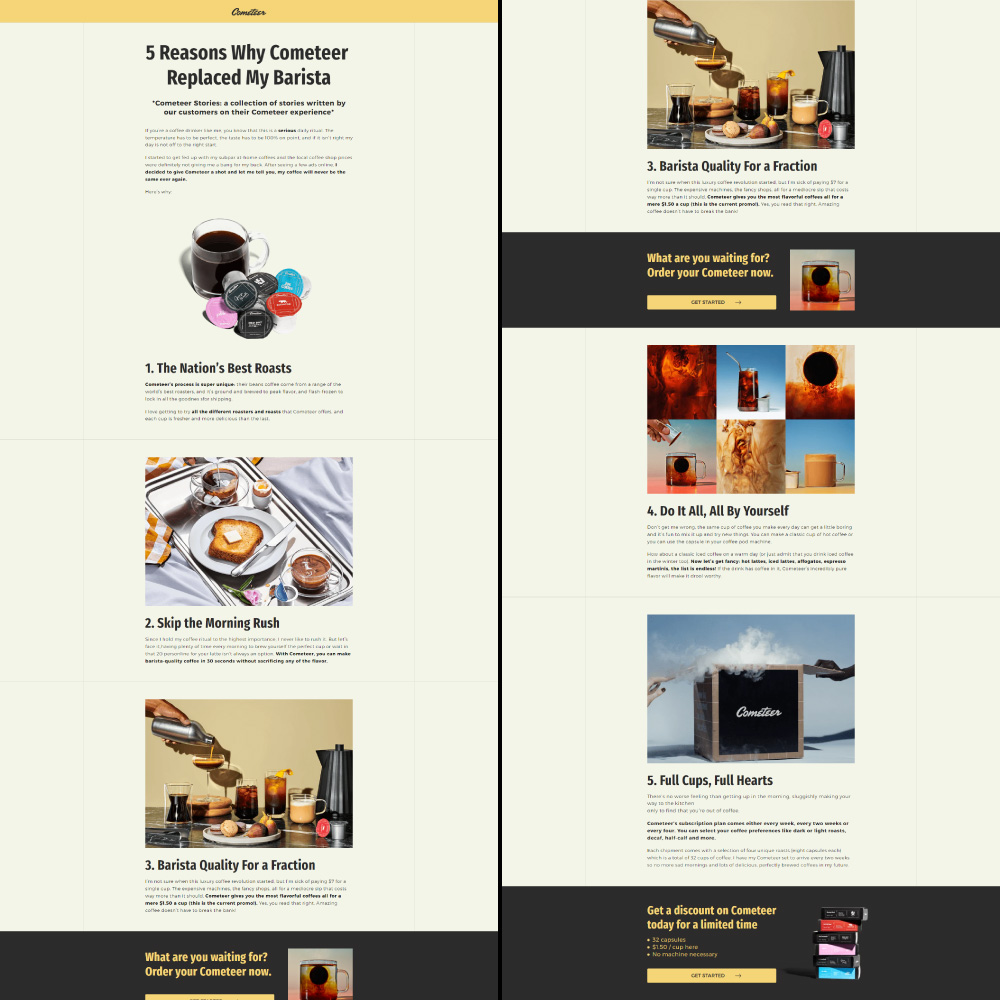 Cometeer
5 Reasons Why Cometeer
Replaced My Barista
*Cometeer Stories: a collection of stories written by
our customers on their Cometeer experience*
If you're a coffee drinker like me, you know that this is a serious daily ritual. The
temperature has to be perfect, the taste has to be 100% on point, and if it isn't right my
day is not off to the right start.
I started to get fed up with my subpar at home coffees and the local coffee shop prices
were definitely not giving me a bang for my buck. After seeing a few ads online, I
decided to give Cometeer a shot and let me tell you, my coffee will never be the
same ever again.
Here's why:
1. The Nation's Best Roasts
Cometeer's process is super unique: their beans coffee come from a range of the
world's best roasters, and it's ground and brewed to peak flavor, and flash frozen to
lock in all the goodness for shipping.
I love getting to try all the different roasters and roasts that Cometeer offers, and
each cup is fresher and more delicious than the last.
2. Skip the Morning Rush
Since I hold my coffee ritual to the highest importance, I never like to rush it. But let's
face it, having plenty of time every morning to brew yourself the perfect cup or wait in
that 20 person line for your latte isn't always an option. With Cometeer, you can make
barista-quality coffee in 30 seconds without sacrificing any of the flavor.
3. Barista Quality For a Fraction
I'm not sure when this luxury coffee revolution started, but I'm sick of paying $7 for a
single cup. The expensive machines, the fancy shops, all for a mediocre sip that costs
way more than it should. Cometeer gives you the most flavorful coffees all for a
mere $1.50 a cup (this is the current promo!). Yes, you read that right. Amazing
coffee doesn't have to break the bank!
What are you waiting for?
Order your Cometeer now.
3. Barista Quality For a Fraction
I'm not sure when this luxury coffee revolution started, but I'm sick of paying $7 for a
single cup. The expensive machines, the fancy shops, all for a mediocre sip that costs
way more than it should. Cometeer gives you the most flavorful coffees all for a
mere $1.50 a cup (this is the current promo!). Yes, you read that right. Amazing
coffee doesn't have to break the bank!
What are you waiting for?
Order your Cometeer now.
GET STARTED →
4. Do It All, All By Yourself
Don't get me wrong, the same cup of coffee you make every day can get a little boring
and it's fun to mix it up and try new things. You can make a classic cup of hot coffee or
you can use the capsule in your coffee pod machine.
How about a classic iced coffee on a warm day (or just admit that you drink iced coffee
in the winter too). Now let's get fancy: hot lattes, iced lattes, affogatos, espresso
martinis, the list is endless! If the drink has coffee in it, Cometeer's incredibly pure
flavor will make it drool worthy.
Cometeer
5. Full Cups, Full Hearts
There's no worse feeling than getting up in the morning, sluggishly making your
way to the kitchen
only to find that you're out of coffee.
Cometeer's subscription plan comes either every week, every two weeks or
every four. You can select your coffee preferences like dark or light roasts,
decaf, half-caff and more.
Each shipment comes with a selection of four unique roasts (eight capsules each)
which is a total of 32 cups of coffee. I have my Cometeer set to arrive every two weeks
so no more sad mornings and lots of delicious, perfectly brewed coffees in my future.
Get a discount on Cometeer
today for a limited time
• 32 capsules
• $1.50 / cup here
• No machine necessary
GET STARTED →